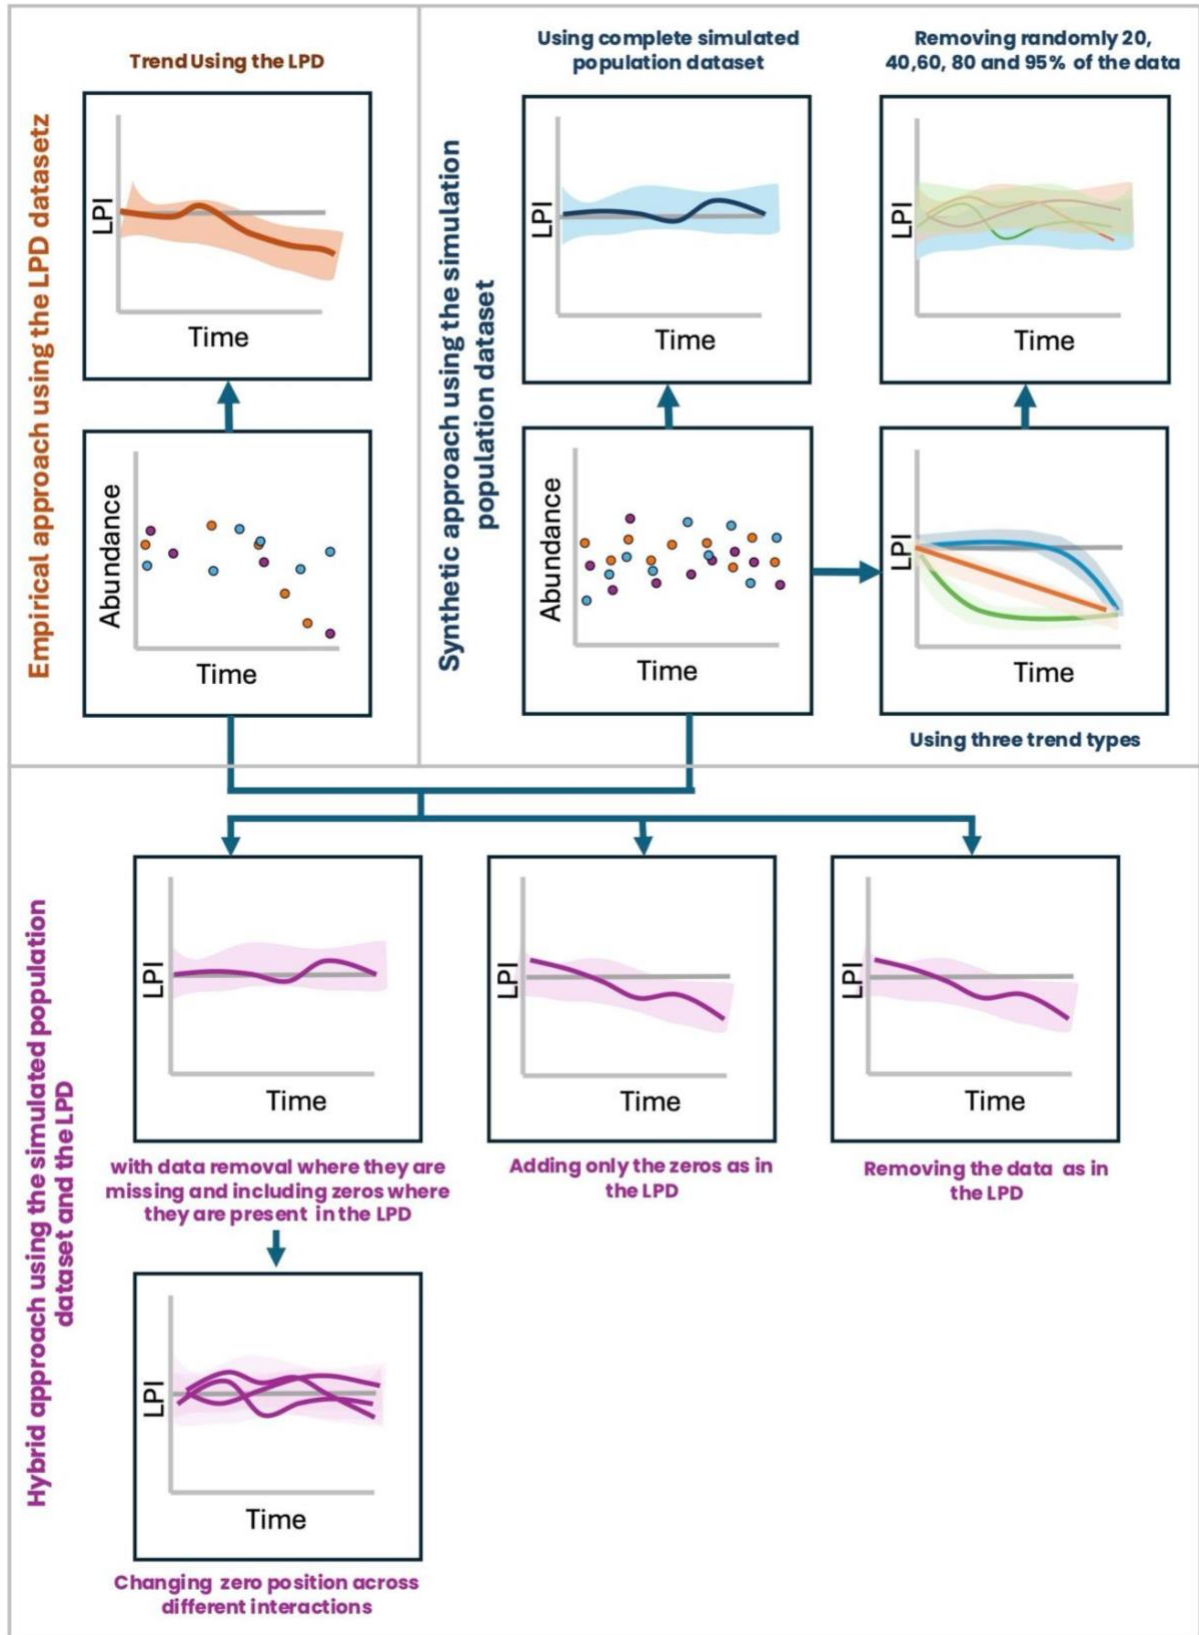 Empirical approach using the LPD datasetz
Trend Using the LPD
LPI
Time
Abundance
Time
Synthetic approach using the simulation
population dataset
Using complete simulated
population dataset
LPI
Time
Abundance
Time
Removing randomly 20,
40,60, 80 and 95% of the data
LPI
Time
LPI
Time
Using three trend types
Hybrid approach using the simulated population
dataset and the LPD
LPI
Time
with data removal where they are
missing and including zeros where
they are present in the LPD
LPI
Time
Adding only the zeros as in
the LPD
LPI
Time
Removing the data as in
the LPD
LPI
Time
Changing zero position across
different interactions